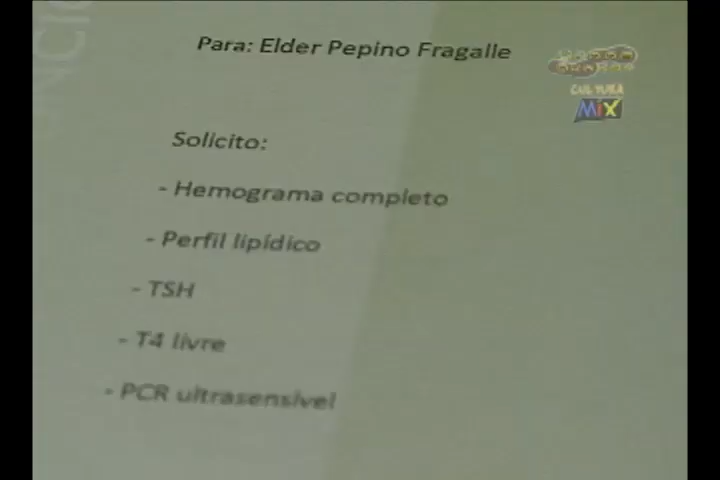 Para: Elder Pepino Fragalle
CULTURA
MiX
Solicito:
- Hemograma completo
- Perfil lipídico
- TSH
- T4 livre
- PCR ultrasensível